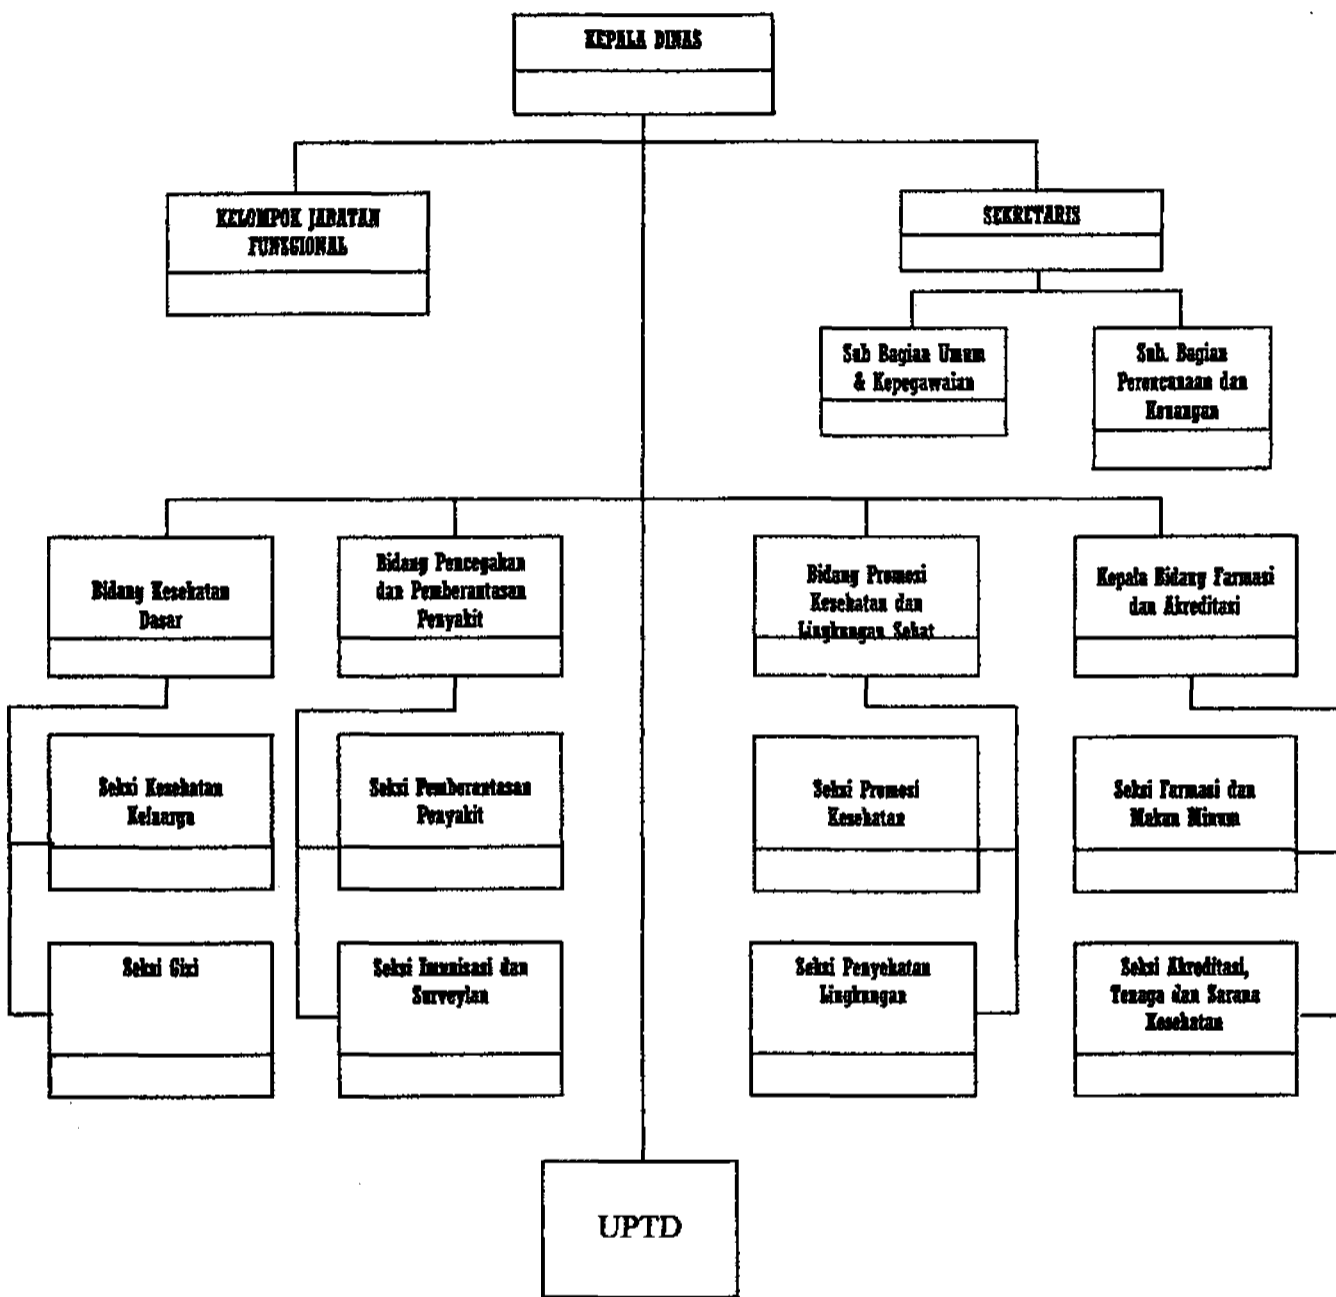 KEPALA DINAS
KELOMPOK JABATAN
FUNSGIONAL
SEKRETARIS
Sub Bagian Umum
& Kepegawaian
Sub. Bagian
Perencanaan dan
Keuangan
Bidang Kesehatan
Dasar
Bidang Pencegahan
dan Pemberantasan
Penyakit
Bidang Promosi
Kesehatan dan
Lingkungan Sehat
Kepala Bidang Farmasi
dan Akreditasi
Seksi Kesehatan
Keluarga
Seksi Pemberantasan
Penyakit
Seksi Promosi
Kesehatan
Seksi Farmasi dan
Makan Minum
Seksi Gizi
Seksi Imunisasi dan
Surveylan
Seksi Penyehatan
Lingkungan
Seksi Akreditasi,
Tenaga dan Sarana
Kesehatan
UPTD